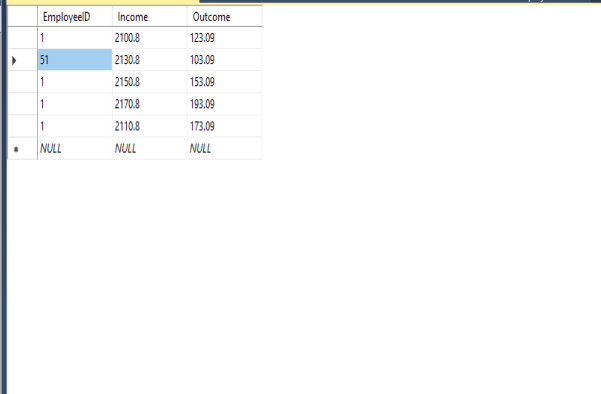 EmployeeID Income Outcome
1 2100.8 123.09
51 2130.8 103.09
1 2150.8 153.09
1 2170.8 193.09
1 2110.8 173.09
NULL NULL NULL